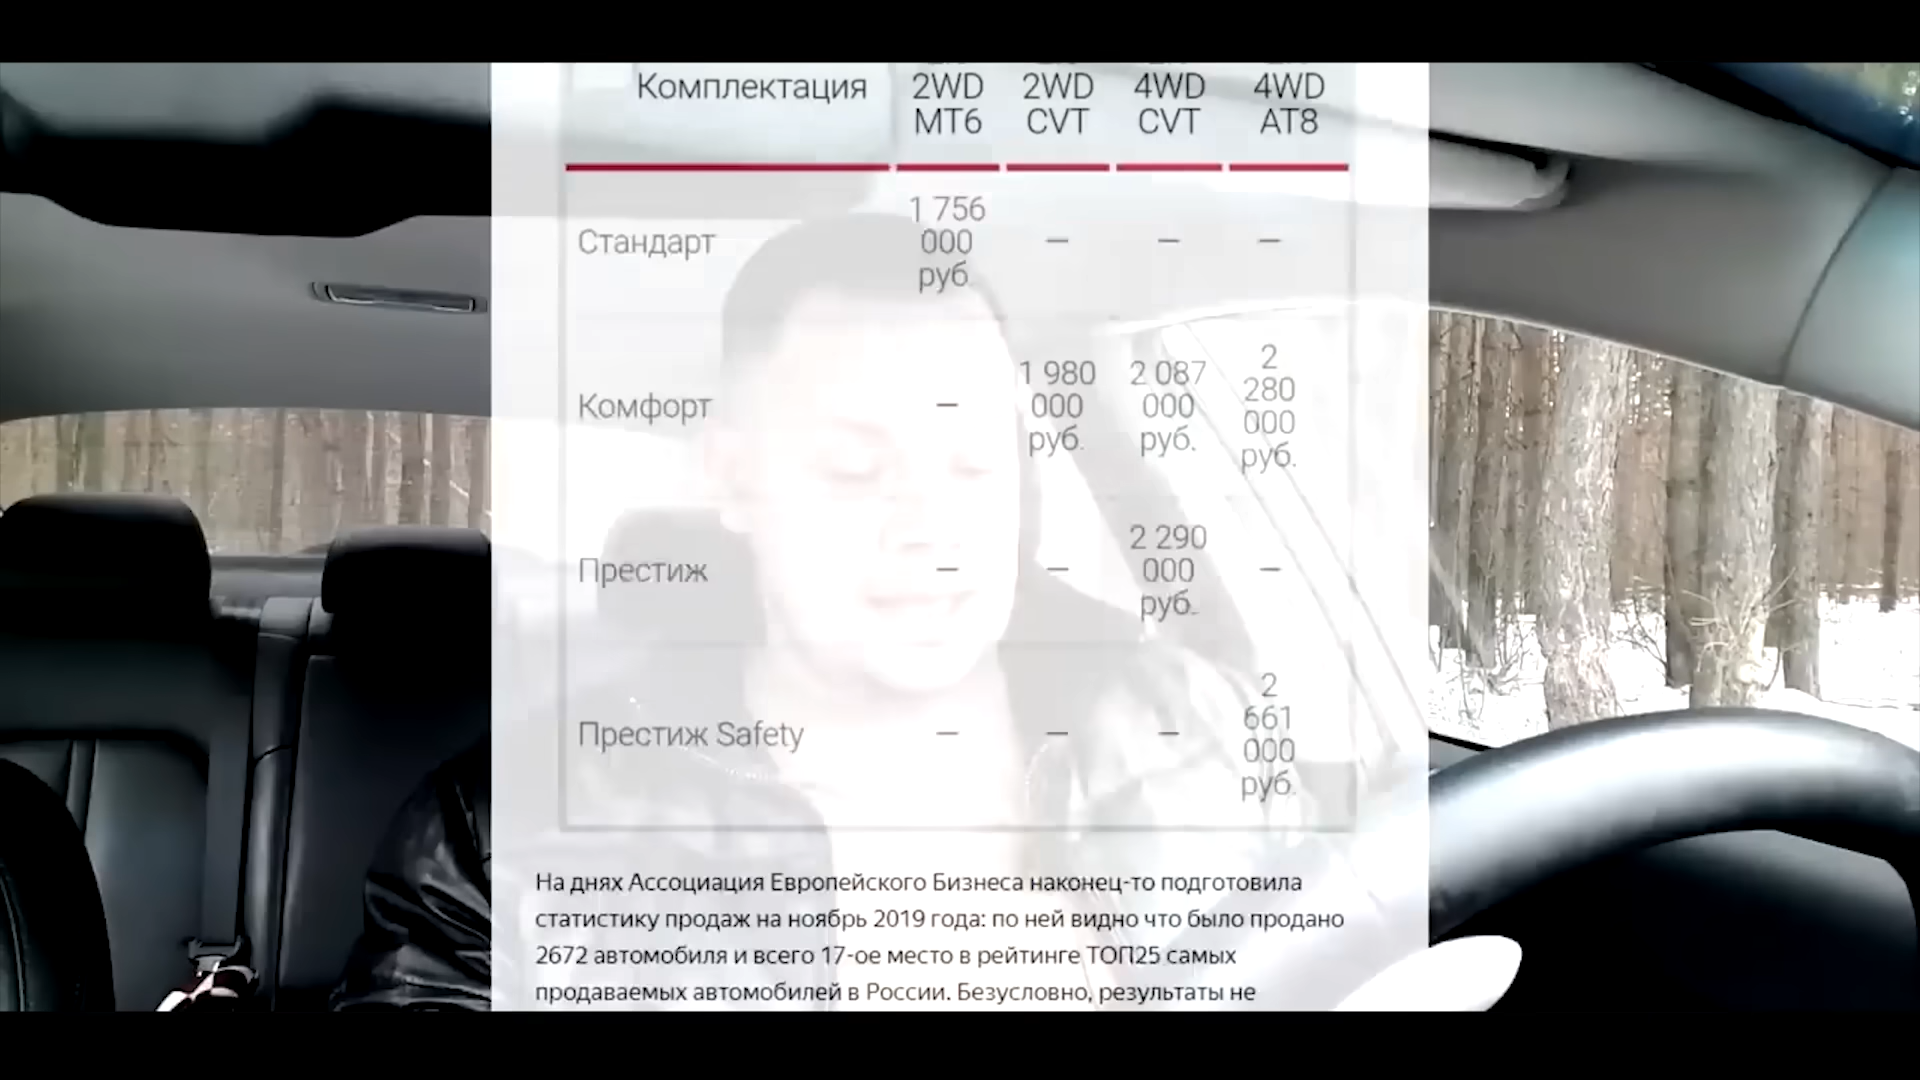 Комплектация
2WD
MT6
2WD
CVT
4WD
CVT
4WD
AT8
Стандарт
1 756
000
руб.
—
—
—
Комфорт
—
1 980
000
руб.
2 087
000
руб.
2
280
000
руб.
Престиж
—
—
2 290
000
руб.
—
Престиж Safety
—
—
—
2
661
000
руб.
На днях Ассоциация Европейского Бизнеса наконец-то подготовила
статистику продаж на ноябрь 2019 года: по ней видно что было продано
2672 автомобиля и всего 17-ое место в рейтинге ТОП25 самых
продаваемых автомобилей в России. Безусловно, результаты не